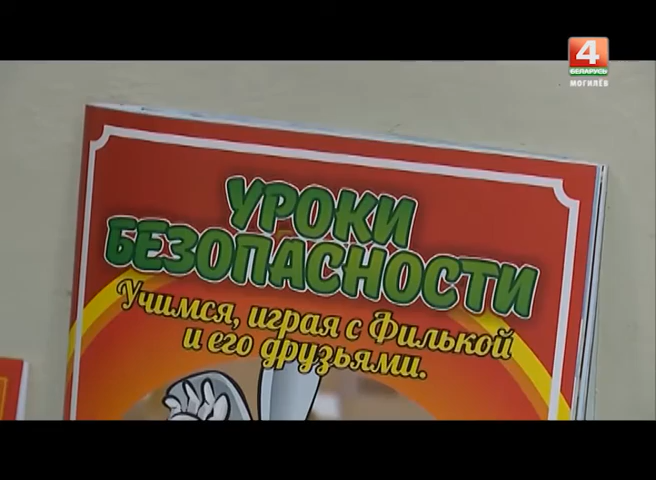 4
БЕЛАРУСЬ
МОГИЛЁВ
УРОКИ
БЕЗОПАСНОСТИ
Учимся, играя с Филькой
и его друзьями.